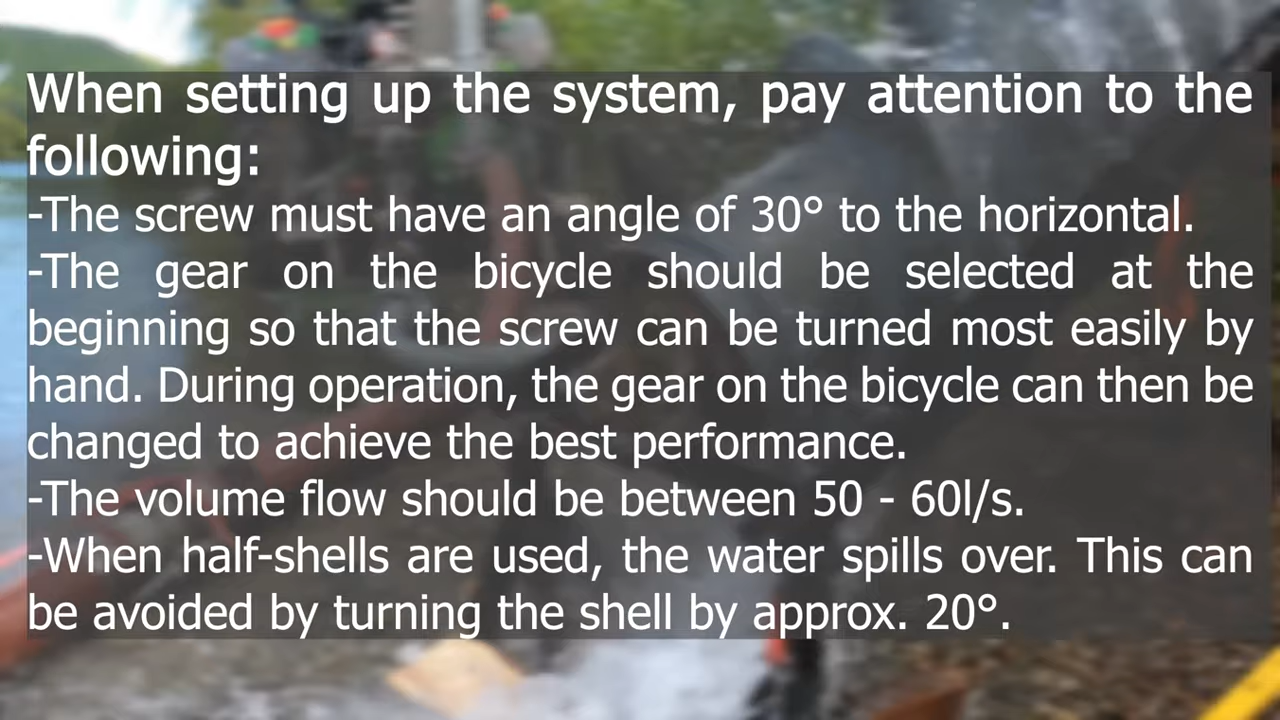 When setting up the system, pay attention to the
following:
-The screw must have an angle of 30° to the horizontal.
-The gear on the bicycle should be selected at the
beginning so that the screw can be turned most easily by
hand. During operation, the gear on the bicycle can then be
changed to achieve the best performance.
-The volume flow should be between 50 - 60l/s.
-When half-shells are used, the water spills over. This can
be avoided by turning the shell by approx. 20°.